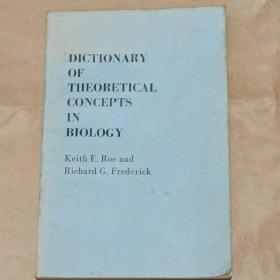 DICTIONARY
OF
THEORETICAL
CONCEPTS
IN
BIOLOGY
Keith E. Roe and
Richard G. Frederick